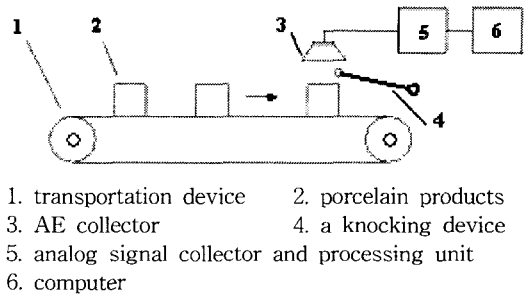 1 2 3 5 6
4
1. transportation device 2. porcelain products
3. AE collector 4. a knocking device
5. analog signal collector and processing unit
6. computer